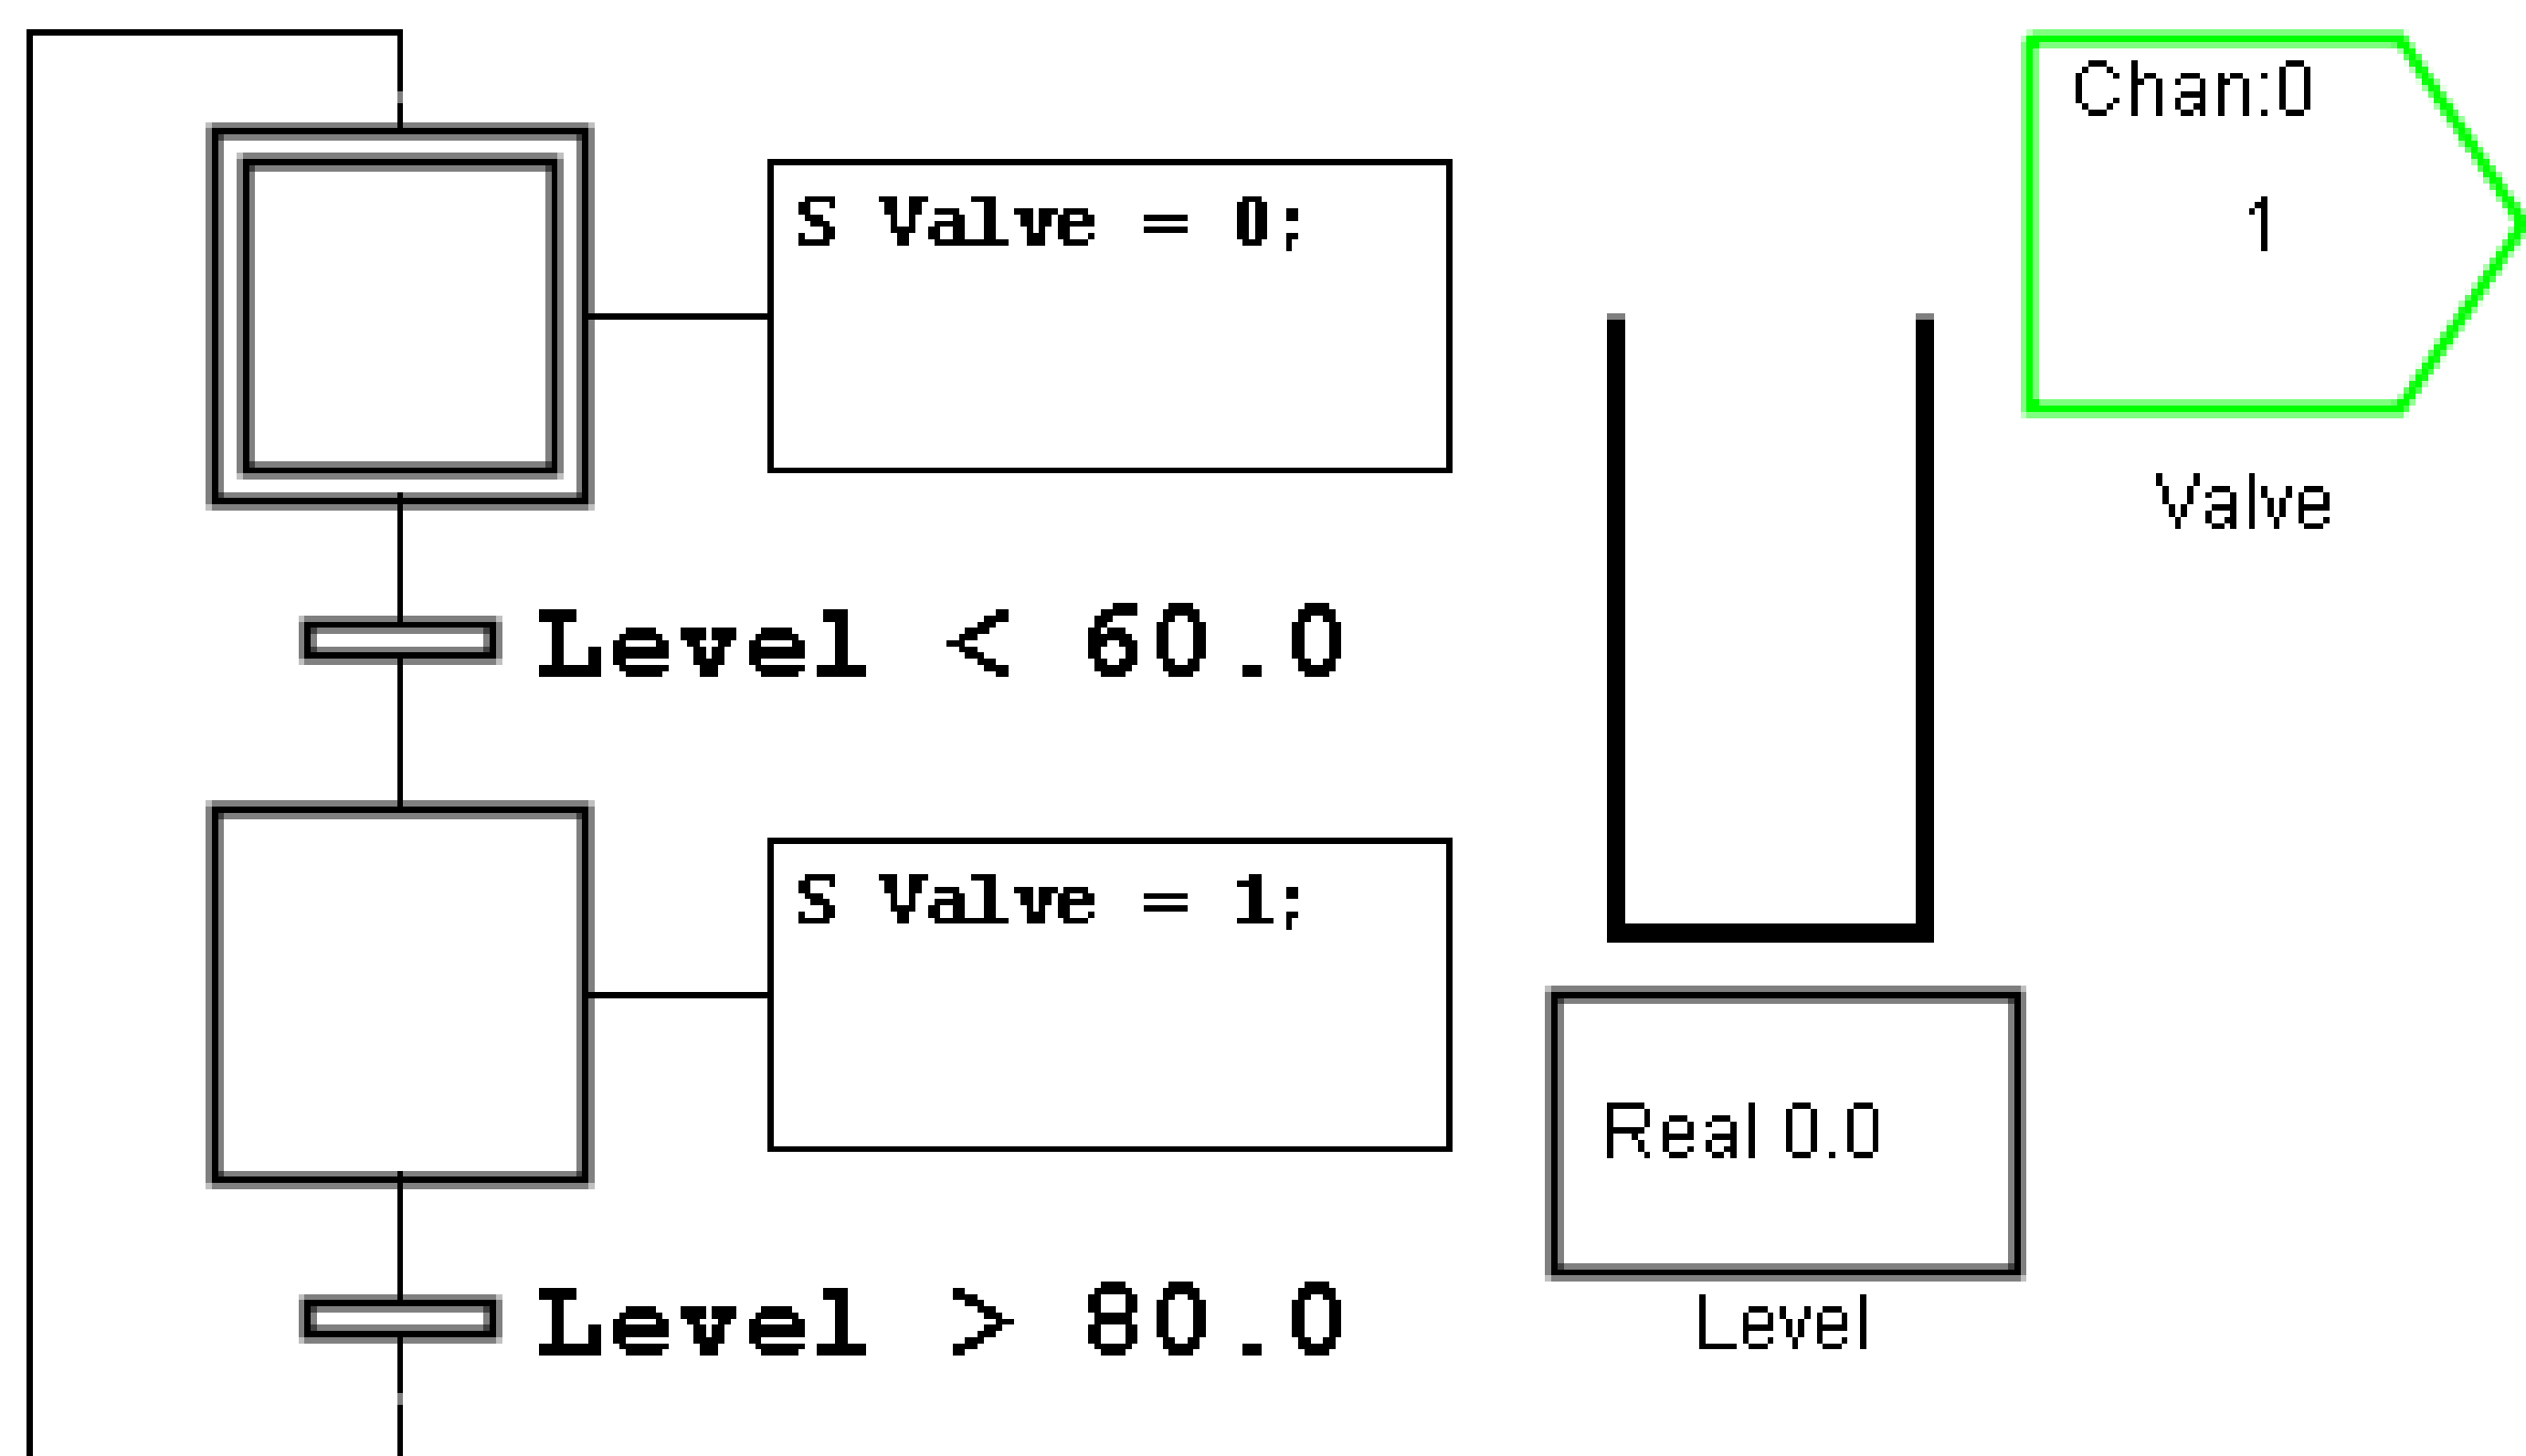 Chan:0
1
Valve
S Valve = 0;
Level < 60.0
S Valve = 1;
Real 0.0
Level
Level > 80.0